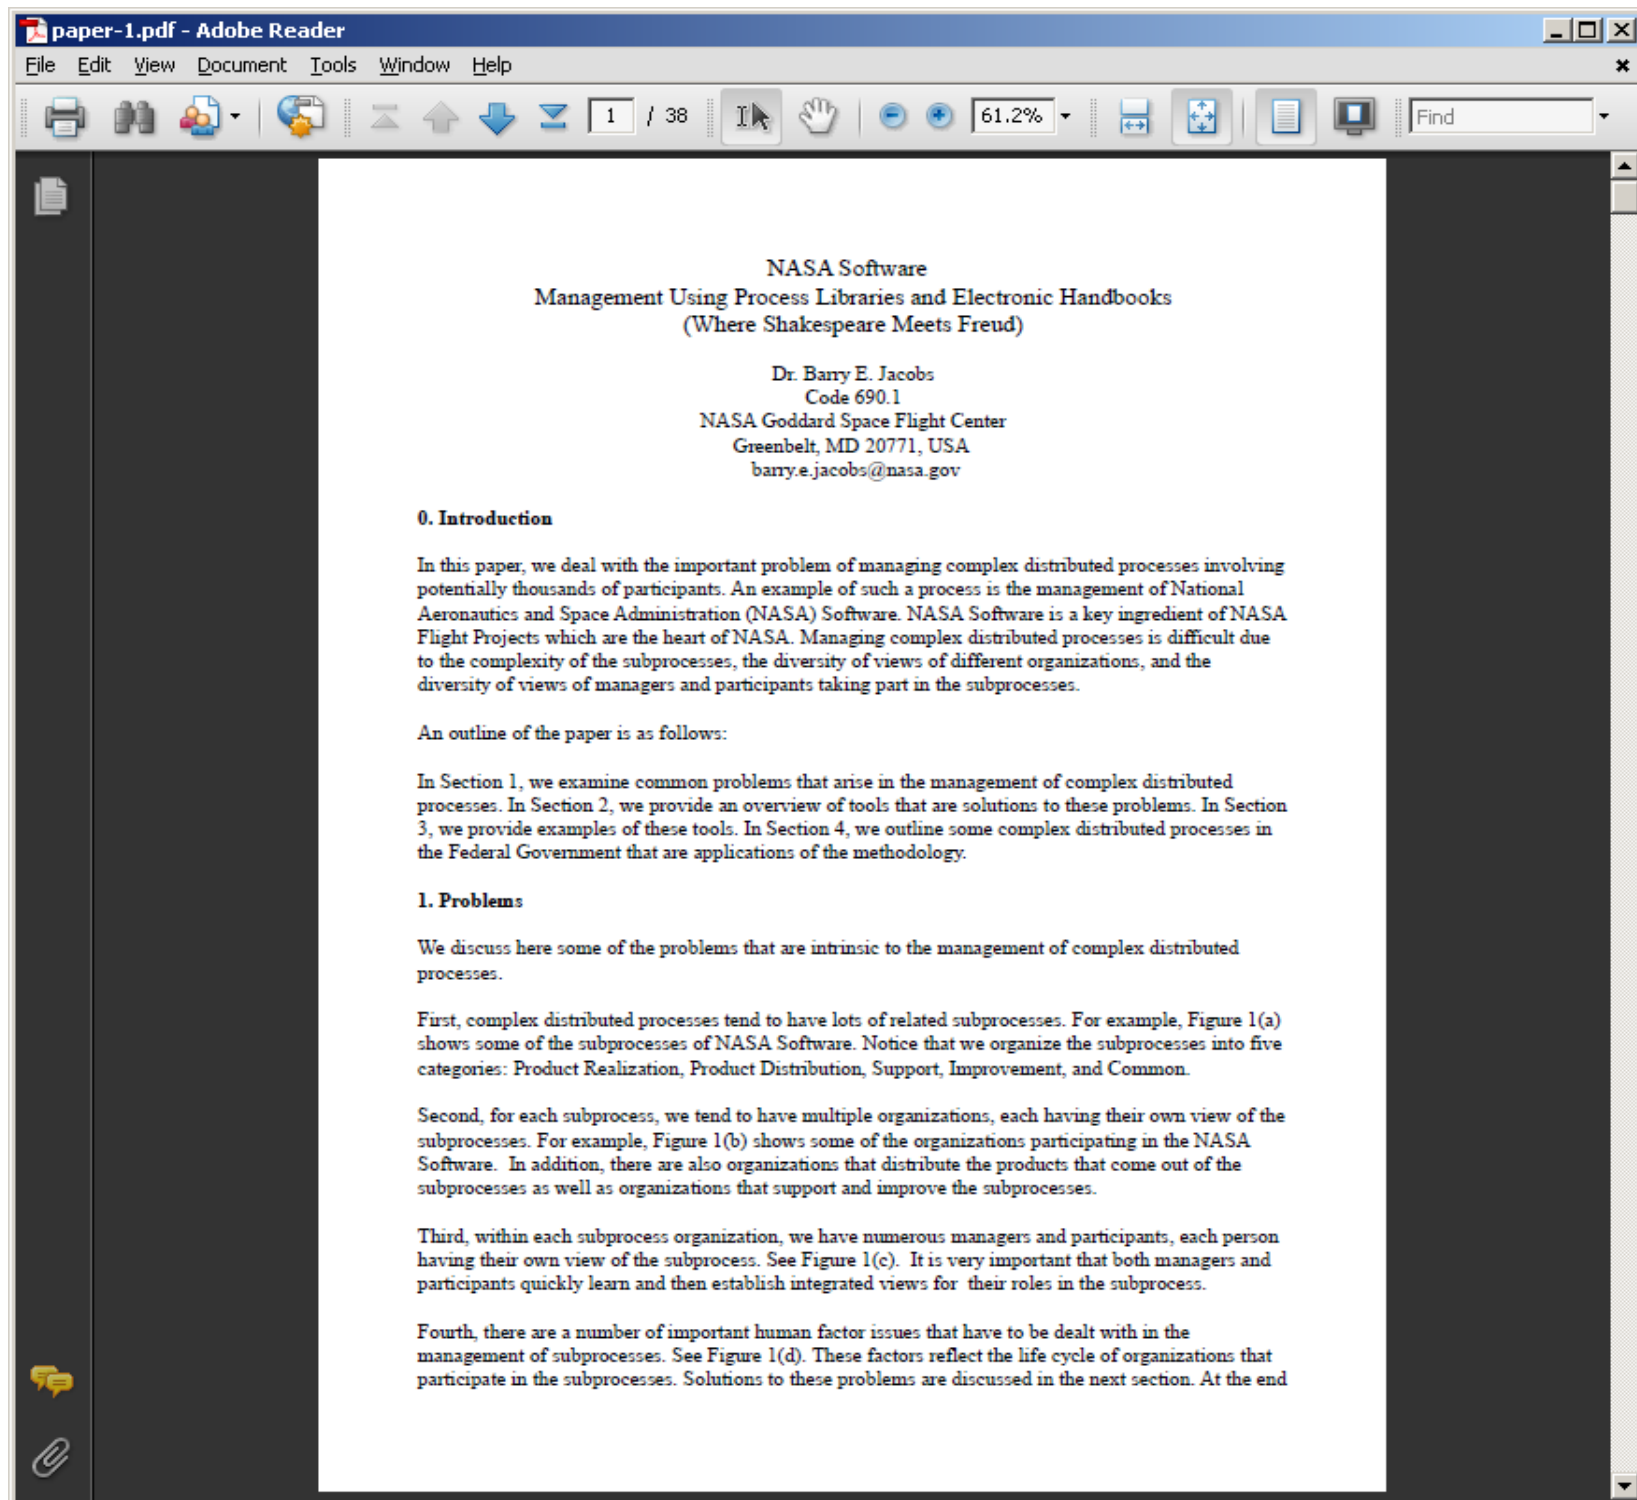 paper-1.pdf - Adobe Reader
File Edit View Document Tools Window Help
1 / 38 61.2% Find
NASA Software
Management Using Process Libraries and Electronic Handbooks
(Where Shakespeare Meets Freud)
Dr. Barry E. Jacobs
Code 690.1
NASA Goddard Space Flight Center
Greenbelt, MD 20771, USA
barry.e.jacobs@nasa.gov
0. Introduction
In this paper, we deal with the important problem of managing complex distributed processes involving
potentially thousands of participants. An example of such a process is the management of National
Aeronautics and Space Administration (NASA) Software. NASA Software is a key ingredient of NASA
Flight Projects which are the heart of NASA. Managing complex distributed processes is difficult due
to the complexity of the subprocesses, the diversity of views of different organizations, and the
diversity of views of managers and participants taking part in the subprocesses.
An outline of the paper is as follows:
In Section 1, we examine common problems that arise in the management of complex distributed
processes. In Section 2, we provide an overview of tools that are solutions to these problems. In Section
3, we provide examples of these tools. In Section 4, we outline some complex distributed processes in
the Federal Government that are applications of the methodology.
1. Problems
We discuss here some of the problems that are intrinsic to the management of complex distributed
processes.
First, complex distributed processes tend to have lots of related subprocesses. For example, Figure 1(a)
shows some of the subprocesses of NASA Software. Notice that we organize the subprocesses into five
categories: Product Realization, Product Distribution, Support, Improvement, and Common.
Second, for each subprocess, we tend to have multiple organizations, each having their own view of the
subprocesses. For example, Figure 1(b) shows some of the organizations participating in the NASA
Software. In addition, there are also organizations that distribute the products that come out of the
subprocesses as well as organizations that support and improve the subprocesses.
Third, within each subprocess organization, we have numerous managers and participants, each person
having their own view of the subprocess. See Figure 1(c). It is very important that both managers and
participants quickly learn and then establish integrated views for their roles in the subprocess.
Fourth, there are a number of important human factor issues that have to be dealt with in the
management of subprocesses. See Figure 1(d). These factors reflect the life cycle of organizations that
participate in the subprocesses. Solutions to these problems are discussed in the next section. At the end